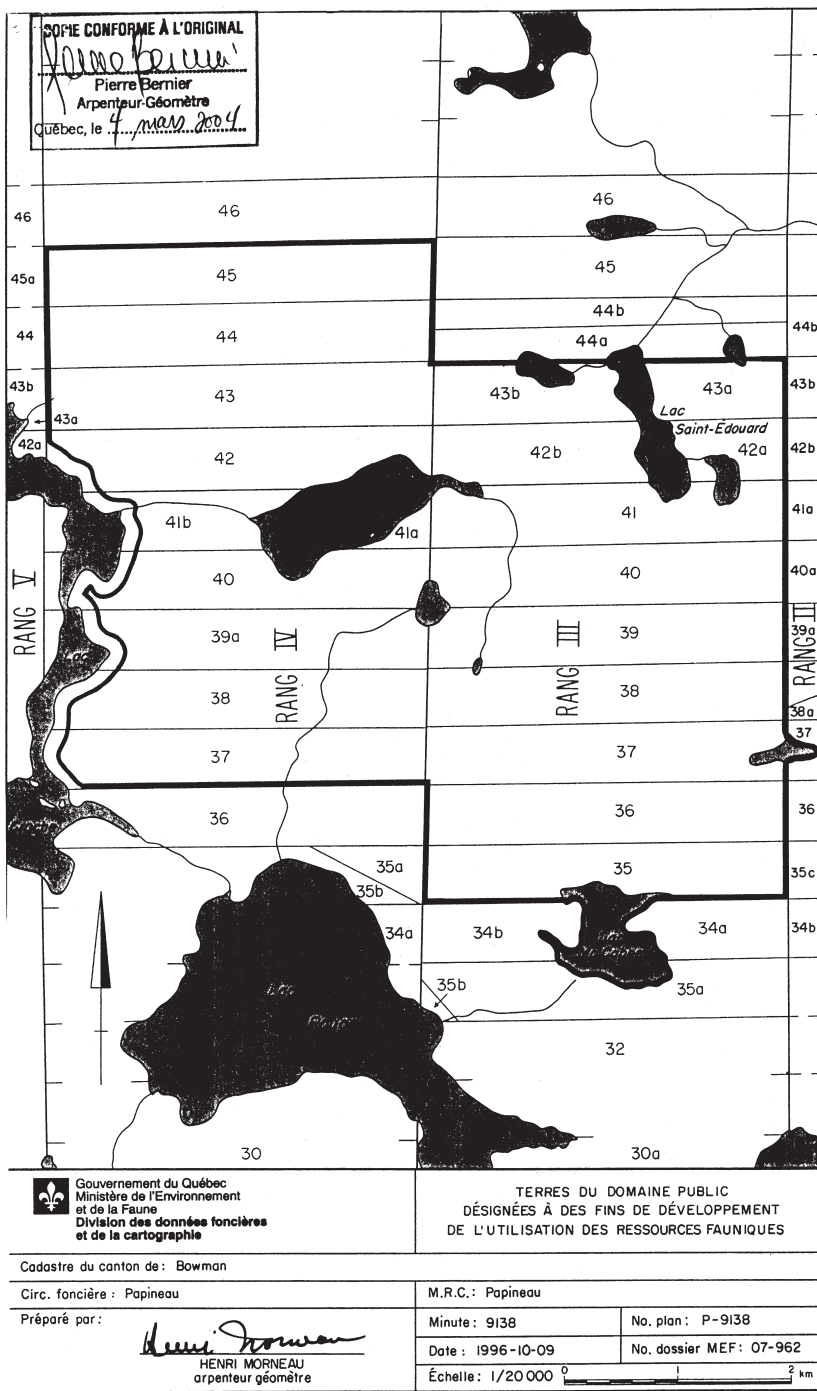 COPIE CONFORME À L'ORIGINAL
Pierre Bernier
Arpenteur-Géomètre
Québec, le 4 mars 2004
46
46
46
45a
45
45
44b
44
44
44a
44b
43b
43
43b
43a
43b
43a
Lac
Saint-Édouard
42a
42
42b
42a
42b
41b
41a
41
41a
40
40
40a
RANG V
RANG IV
RANG III
RANG II
39a
39
39a
Lac
38
38
38a
37
37
37
36
36
36
35a
35
35c
35b
34a
34b
34a
34b
35b
35a
Lac
32
30
30a
Gouvernement du Québec
Ministère de l'Environnement
et de la Faune
Division des données foncières
et de la cartographie
TERRES DU DOMAINE PUBLIC
DÉSIGNÉES À DES FINS DE DÉVELOPPEMENT
DE L'UTILISATION DES RESSOURCES FAUNIQUES
Cadastre du canton de : Bowman
Circ. foncière : Papineau
M.R.C. : Papineau
Préparé par :
Henri Morneau
HENRI MORNEAU
arpenteur géomètre
Minute : 9138
No. plan : P-9138
Date : 1996-10-09
No. dossier MEF : 07-962
Échelle : 1/20 000
0 1 2 km